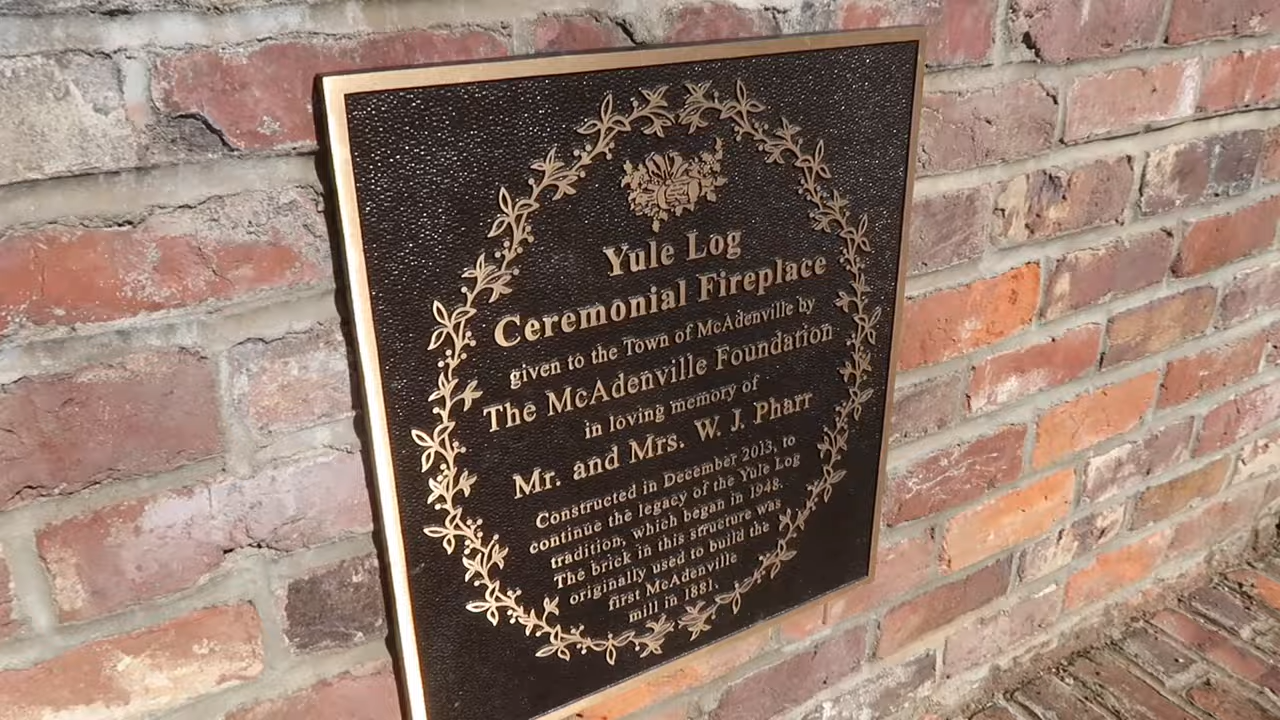 Yule Log
Ceremonial Fireplace
given to the Town of McAdenville by
The McAdenville Foundation
in loving memory of
Mr. and Mrs. W. J. Pharr
Constructed in December 2013, to
continue the legacy of the Yule Log
tradition, which began in 1948.
The brick in this structure was
originally used to build the
first McAdenville
mill in 1881.